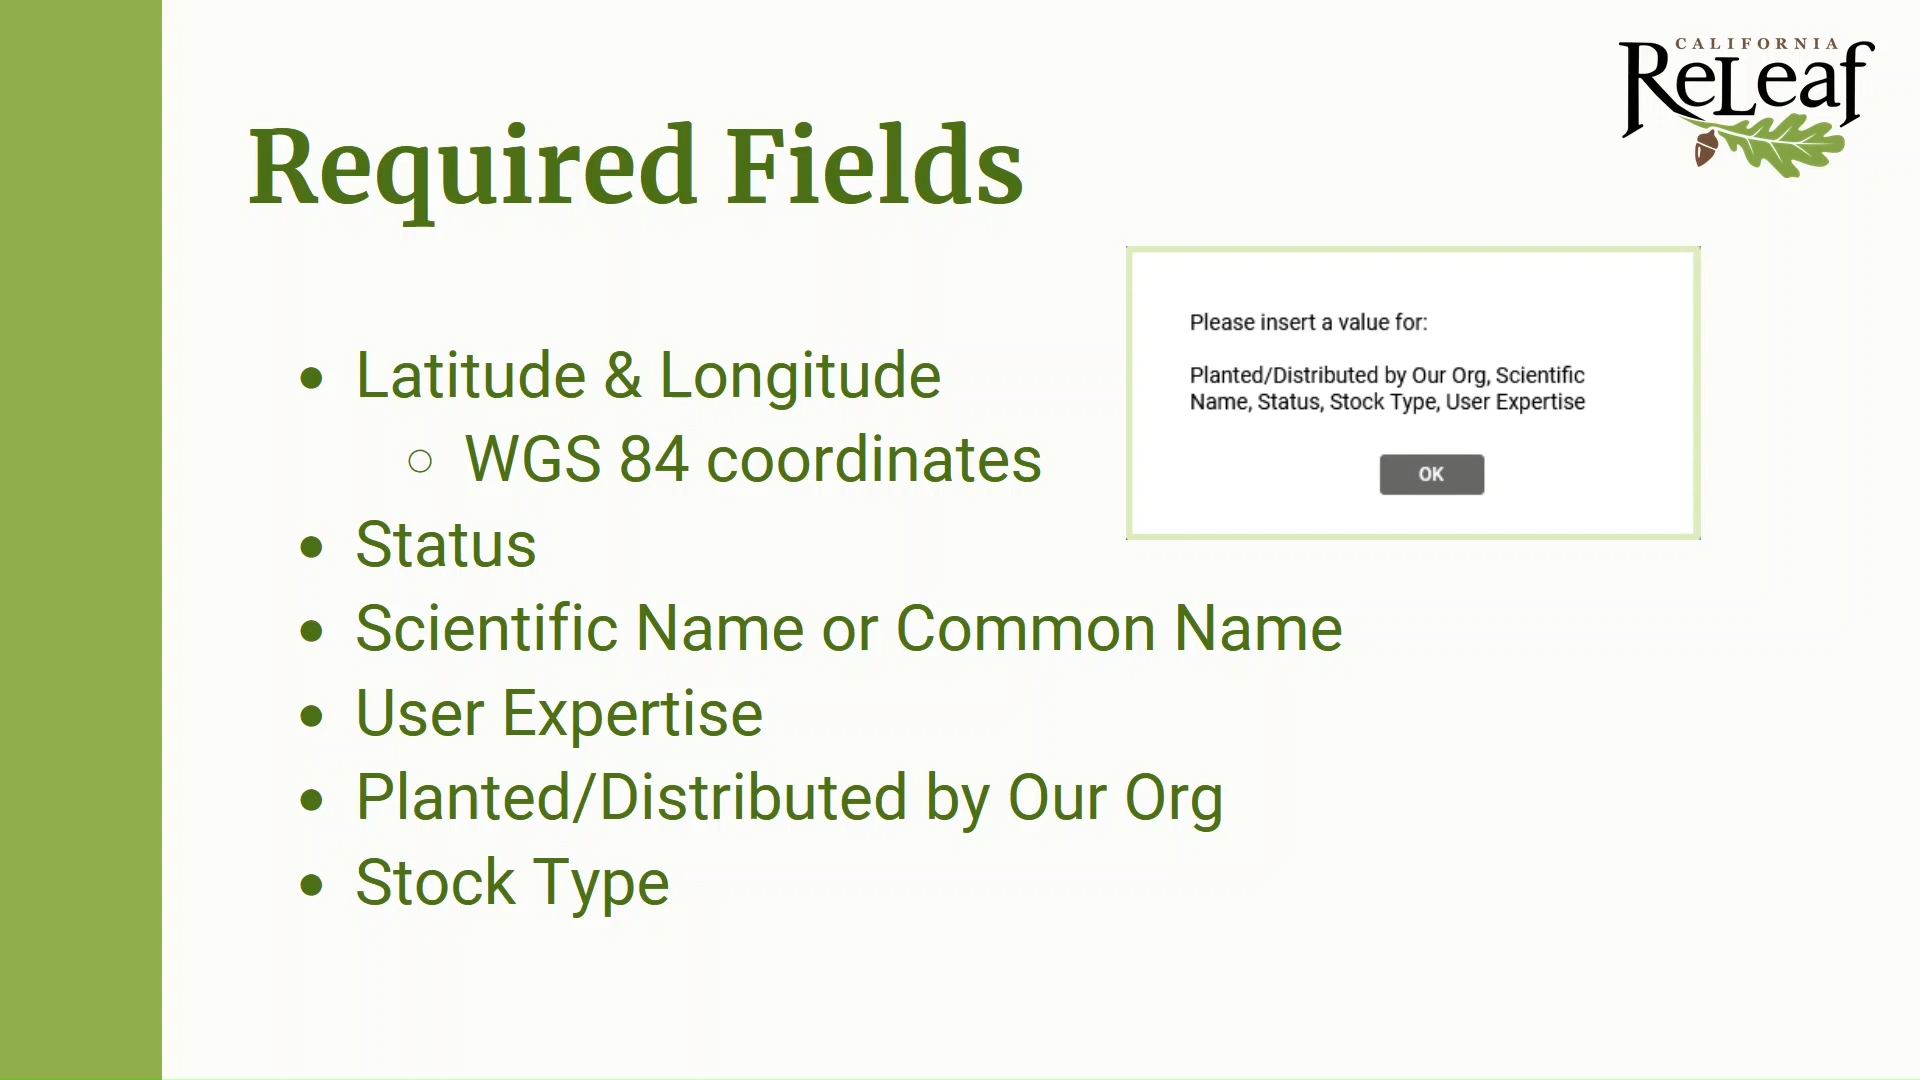 CALIFORNIA
ReLeaf
Required Fields
Please insert a value for:
Planted/Distributed by Our Org, Scientific
Name, Status, Stock Type, User Expertise
OK
• Latitude & Longitude
○ WGS 84 coordinates
• Status
• Scientific Name or Common Name
• User Expertise
• Planted/Distributed by Our Org
• Stock Type